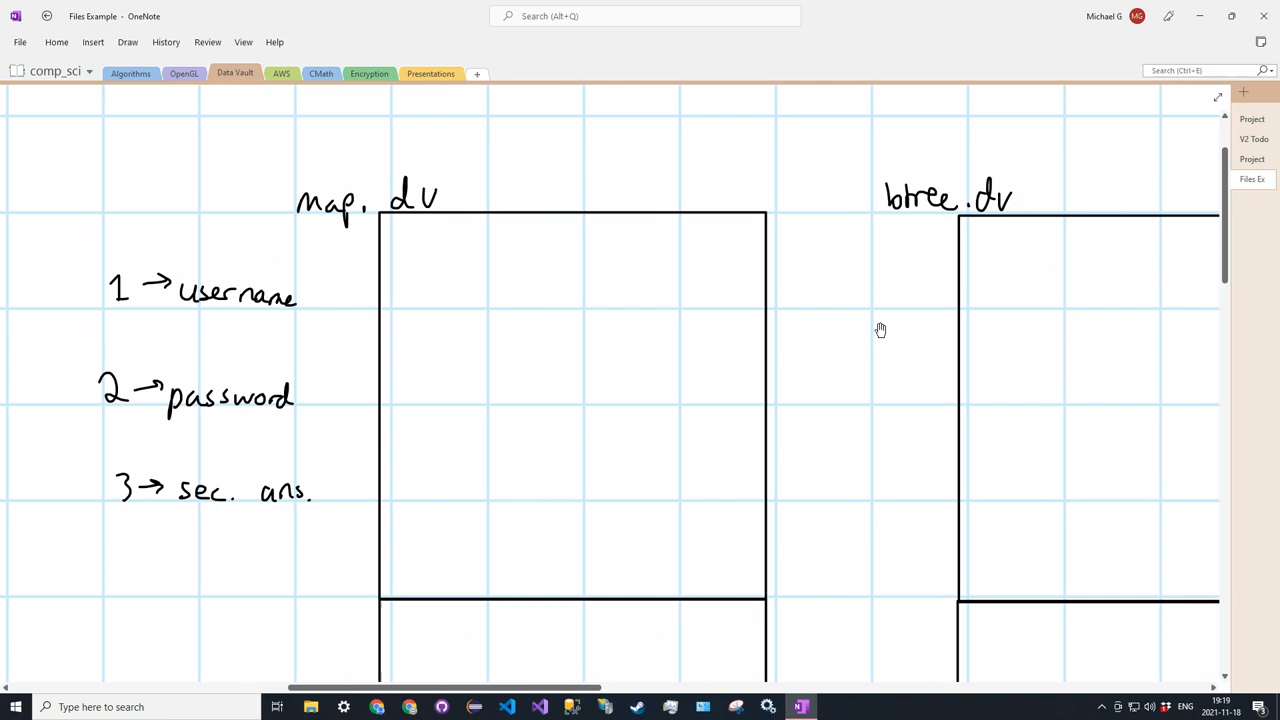 Files Example - OneNote
Search (Alt+Q)
Michael G
MG
File Home Insert Draw History Review View Help
comp_sci
Algorithms OpenGL Data Vault AWS CMath Encryption Presentations +
Search (Ctrl+E)
Project
V2 Todo
Project
Files Ex
map. dv
btree.dv
1 → username
2 → password
3 → sec. ans.
Type here to search
ENG
19:19
2021-11-18